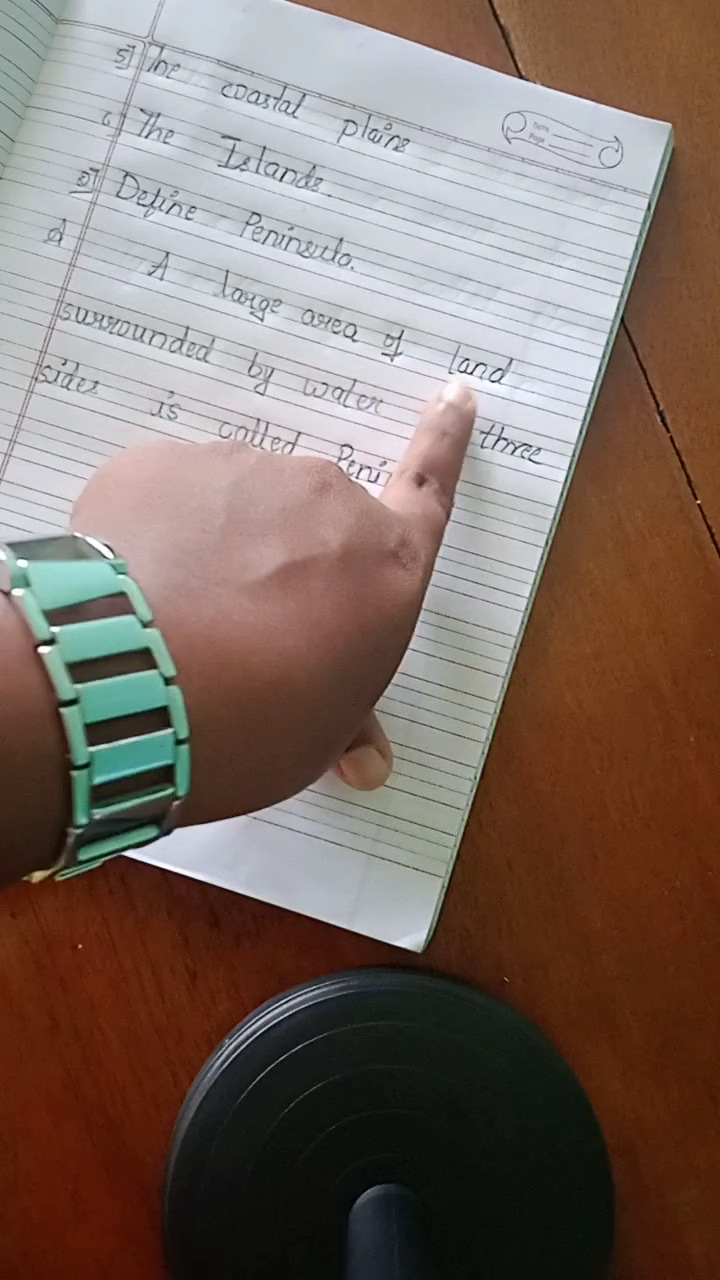 5] The coastal plains
6] The Islands.
Q] Define Peninsula.
A large area of land
surrounded by water three
sides is called